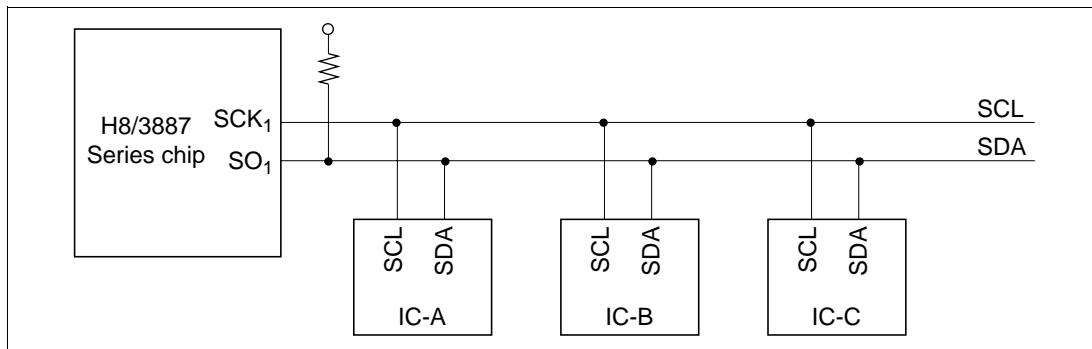 H8/3887
Series chip
SCK₁
SO₁
SCL
SDA
SCL
SDA
IC-A
SCL
SDA
IC-B
SCL
SDA
IC-C